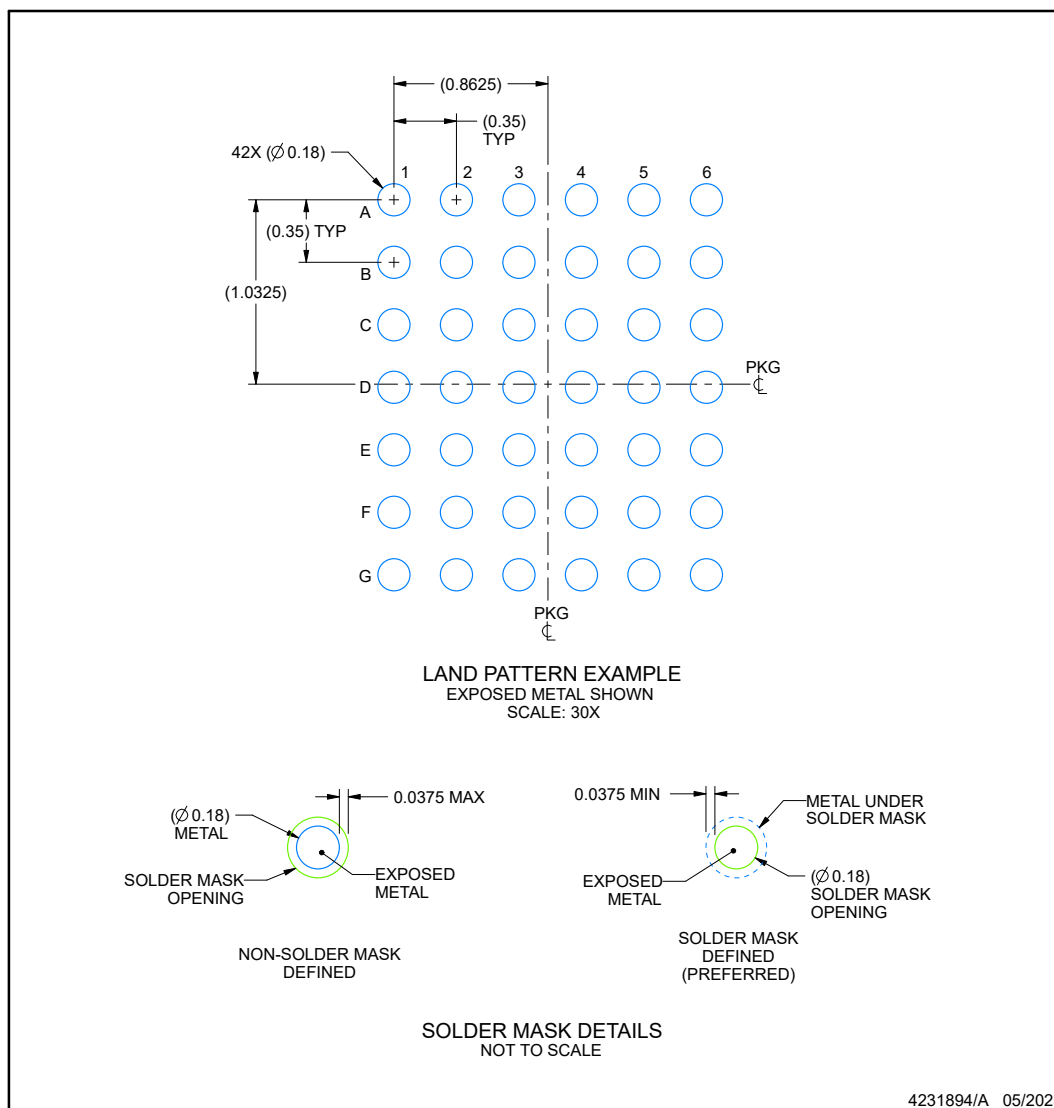 (0.8625)
(0.35)
TYP
42X (∅ 0.18)
1 2 3 4 5 6
A
(0.35) TYP
B
(1.0325)
C
D
PKG
℄
E
F
G
PKG
℄
LAND PATTERN EXAMPLE
EXPOSED METAL SHOWN
SCALE: 30X
0.0375 MAX
(∅ 0.18)
METAL
SOLDER MASK
OPENING
EXPOSED
METAL
NON-SOLDER MASK
DEFINED
0.0375 MIN
METAL UNDER
SOLDER MASK
EXPOSED
METAL
(∅ 0.18)
SOLDER MASK
OPENING
SOLDER MASK
DEFINED
(PREFERRED)
SOLDER MASK DETAILS
NOT TO SCALE
4231894/A 05/202